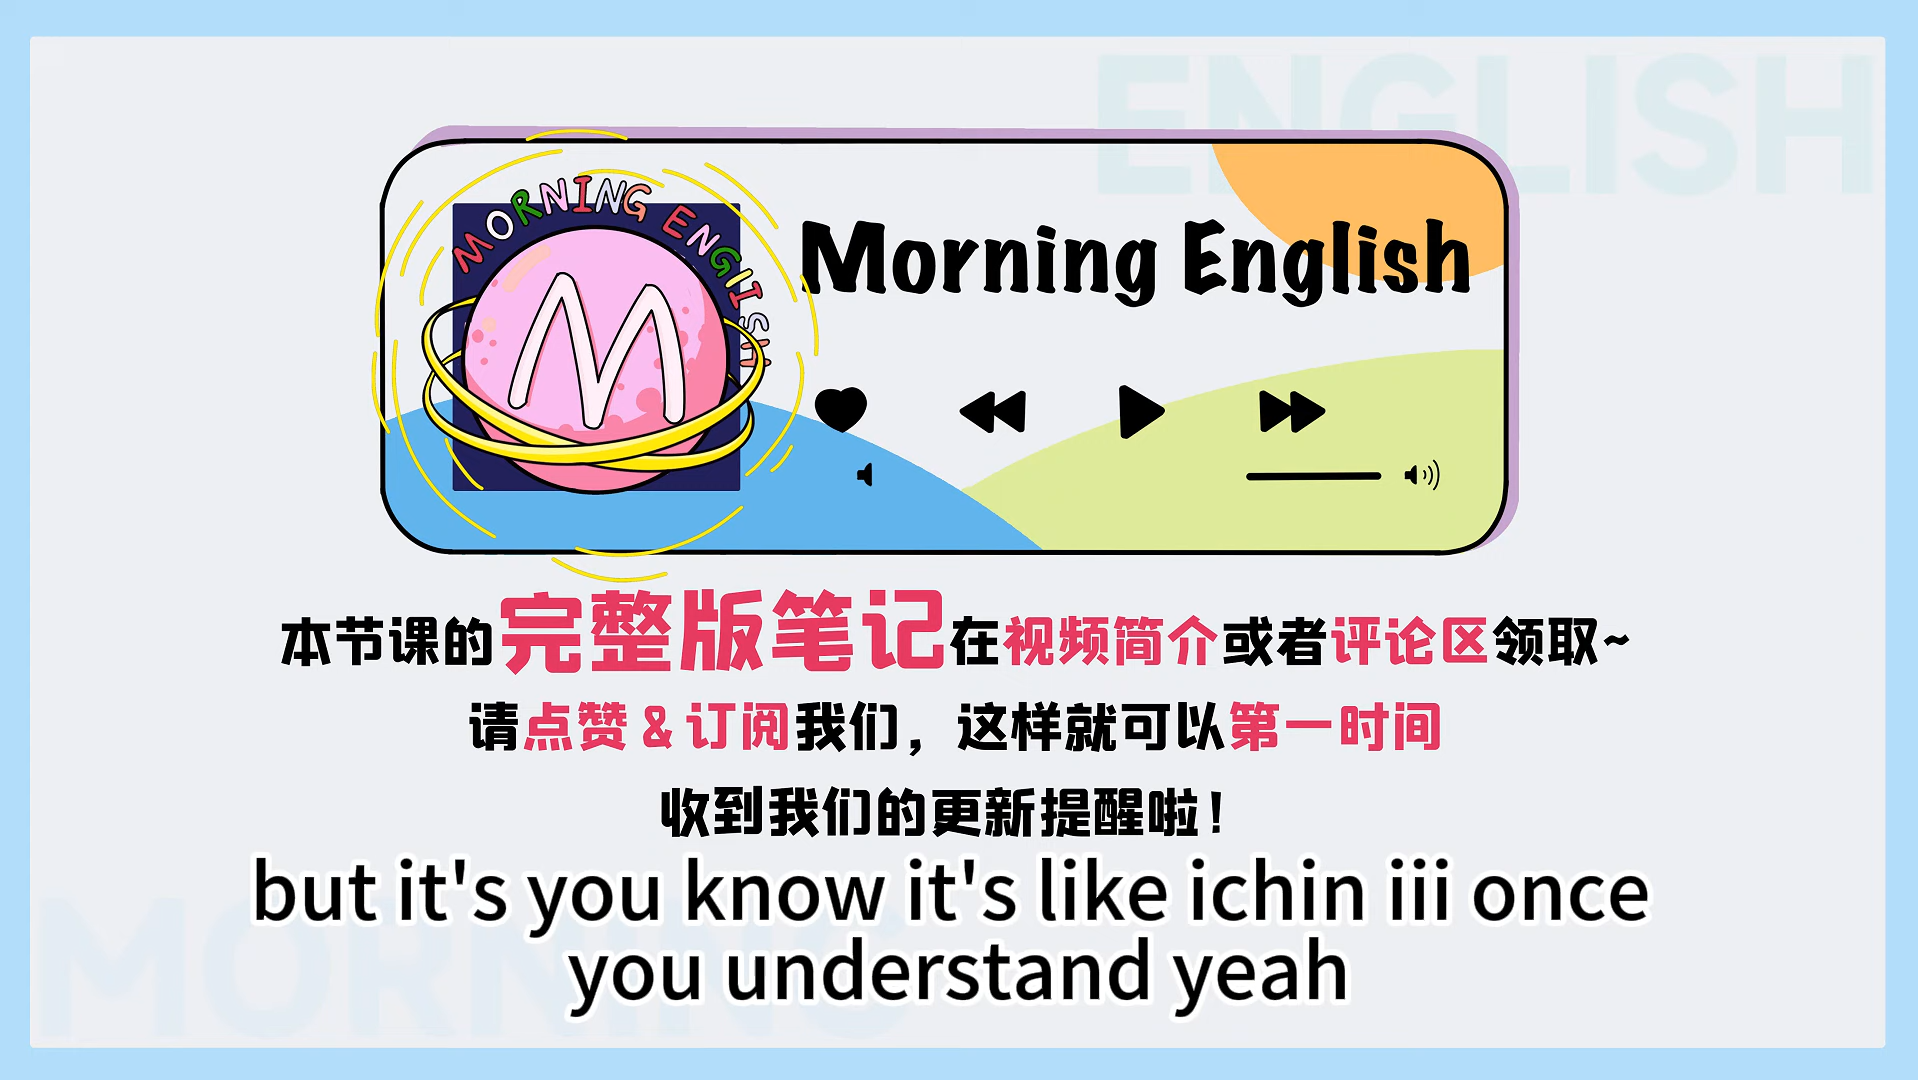 ENGLISH
MORNING ENGLISH
M
Morning English
本节课的完整版笔记在视频简介或者评论区领取~
请点赞&订阅我们，这样就可以第一时间
收到我们的更新提醒啦！
but it's you know it's like ichin iii once
you understand yeah
MORNING